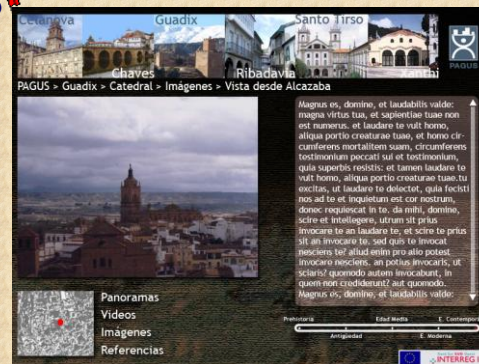 Celanova Guadix Santo Tirso
Chaves Ribadavia Xanthi
PAGUS
PAGUS > Guadix > Catedral > Imágenes > Vista desde Alcazaba
Magnus es, domine, et laudabilis valde:
magna virtus tua, et sapientiae tuae non
est numerus. et laudare te vult homo,
aliqua portio creaturae tuae, et homo cir-
cumferens mortalitem suam, circumferens
testimonium peccati sui et testimonium,
quia superbis resistis: et tamen laudare te
vult homo, aliqua portio creaturae tuae.tu
excitas, ut laudare te delectet, quia fecisti
nos ad te et inquietum est cor nostrum,
donec requiescat in te. da mihi, domine,
scire et intellegere, utrum sit prius
invocare te an laudare te, et scire te prius
sit an invocare te. sed quis te invocat
nesciens te? aliud enim pro alio potest
invocare nesciens. an potius invocaris, ut
sciaris? quomodo autem invocabunt, in
quem non crediderunt? aut quomodo.
Magnus es, domine, et laudabilis valde:
Panoramas
Videos
Imágenes
Referencias
Prehistoria Edad Media E. Contempor
Antigüedad E. Moderna
INTERREG